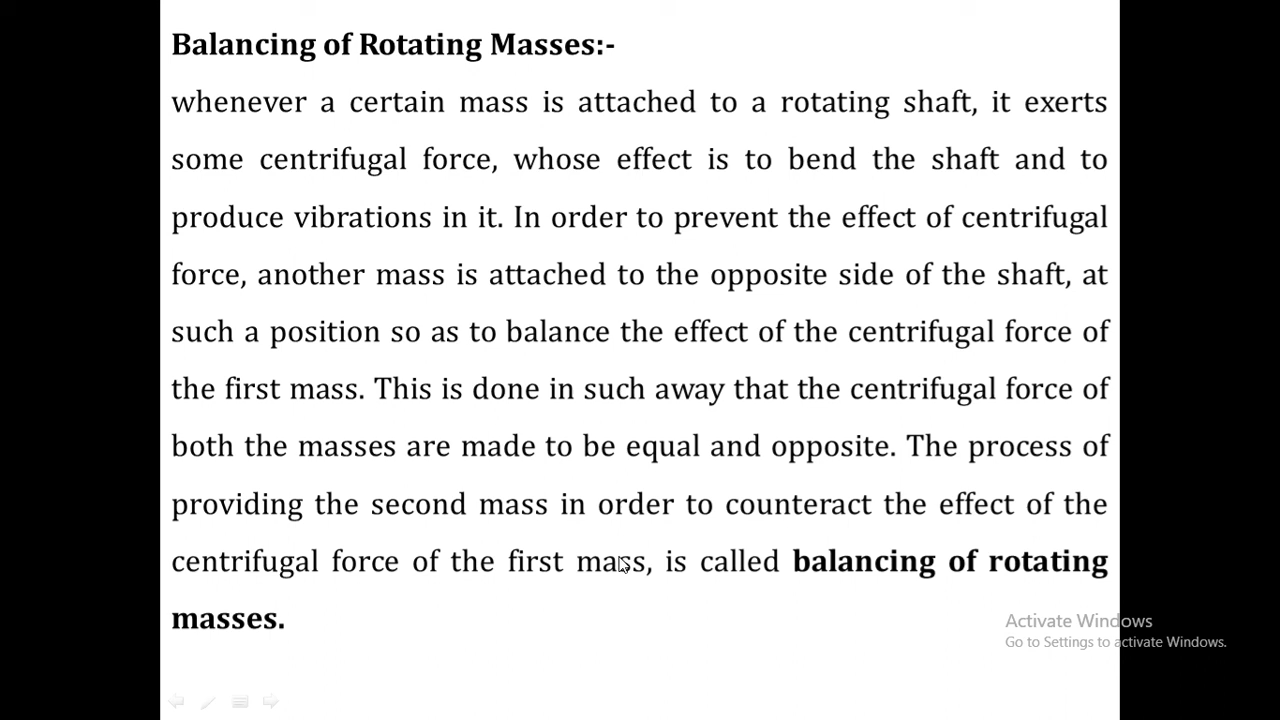 Balancing of Rotating Masses:-
whenever a certain mass is attached to a rotating shaft, it exerts
some centrifugal force, whose effect is to bend the shaft and to
produce vibrations in it. In order to prevent the effect of centrifugal
force, another mass is attached to the opposite side of the shaft, at
such a position so as to balance the effect of the centrifugal force of
the first mass. This is done in such away that the centrifugal force of
both the masses are made to be equal and opposite. The process of
providing the second mass in order to counteract the effect of the
centrifugal force of the first mass, is called balancing of rotating
masses.
Activate Windows
Go to Settings to activate Windows.